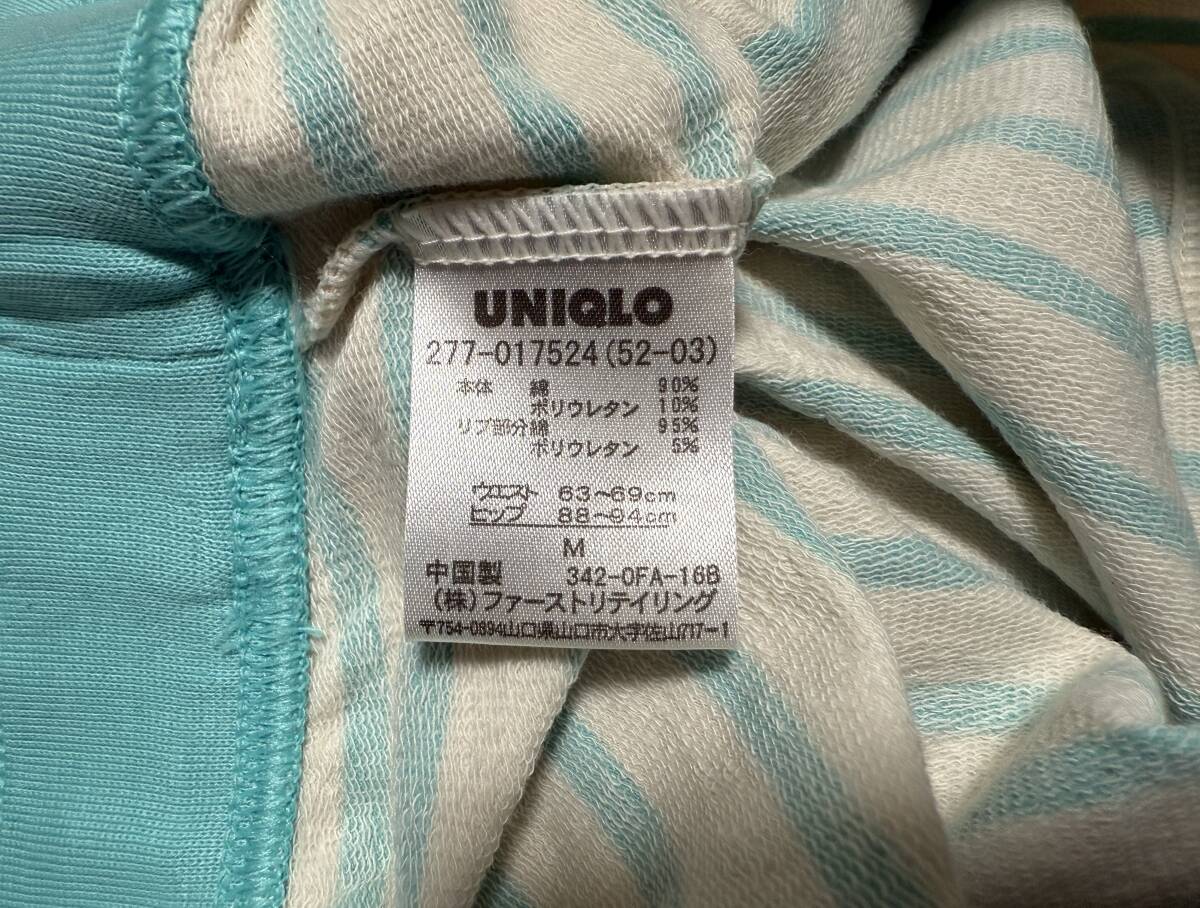 UNIQLO
277-017524(52-03)
本体 綿 90%
ポリウレタン 10%
リブ部分綿 95%
ポリウレタン 5%
ウエスト 63~69cm
ヒップ 88~94cm
M
中国製 342-0FA-16B
(株)ファーストリテイリング
〒754-0894山口県山口市大字佐山717-1